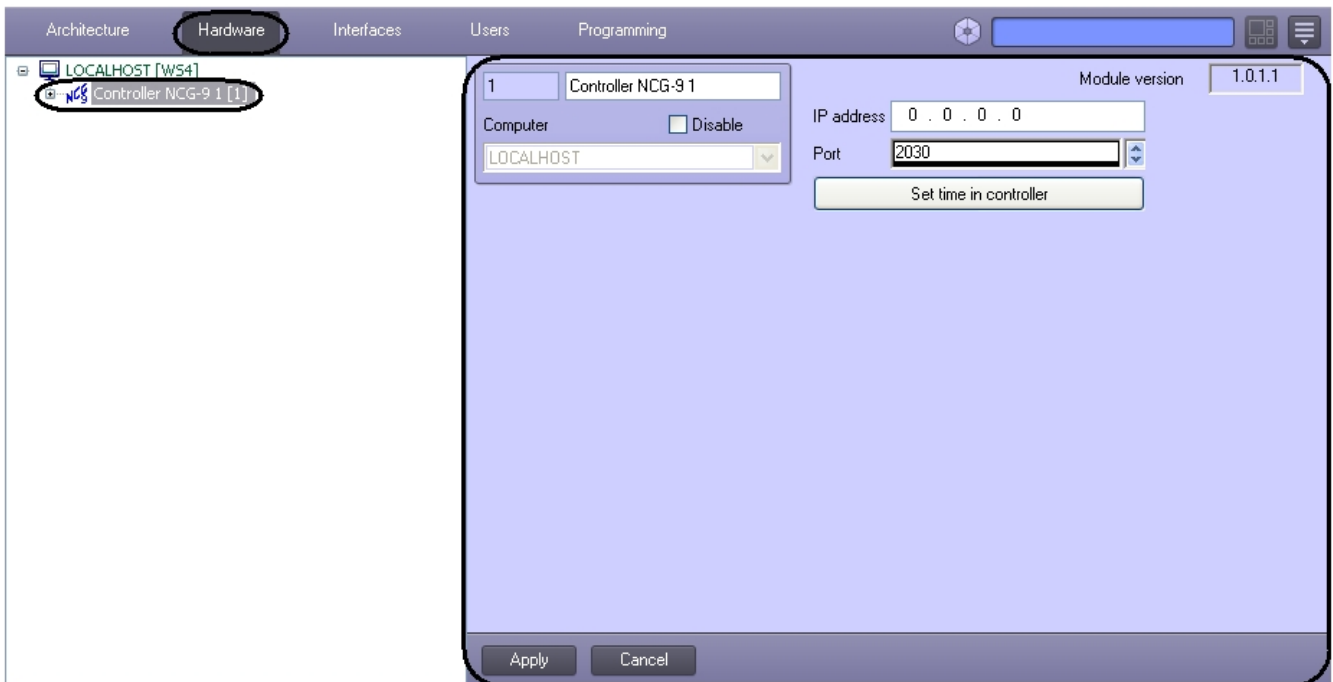 Architecture Hardware Interfaces Users Programming
LOCALHOST [WS4]
NCG Controller NCG-9 1 [1]
1 Controller NCG-9 1
Computer Disable
LOCALHOST
Module version 1.0.1.1
IP address 0 . 0 . 0 . 0
Port 2030
Set time in controller
Apply Cancel